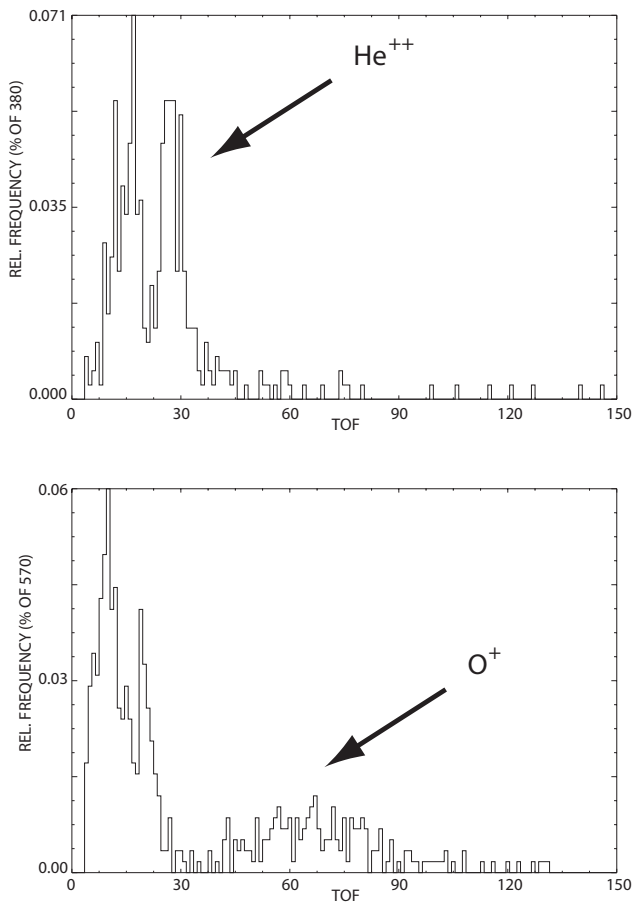 0.071
He++
REL. FREQUENCY (% OF 380)
0.035
0.000
0 30 60 90 120 150
TOF
0.06
REL. FREQUENCY (% OF 570)
O+
0.03
0.00
0 30 60 90 120 150
TOF